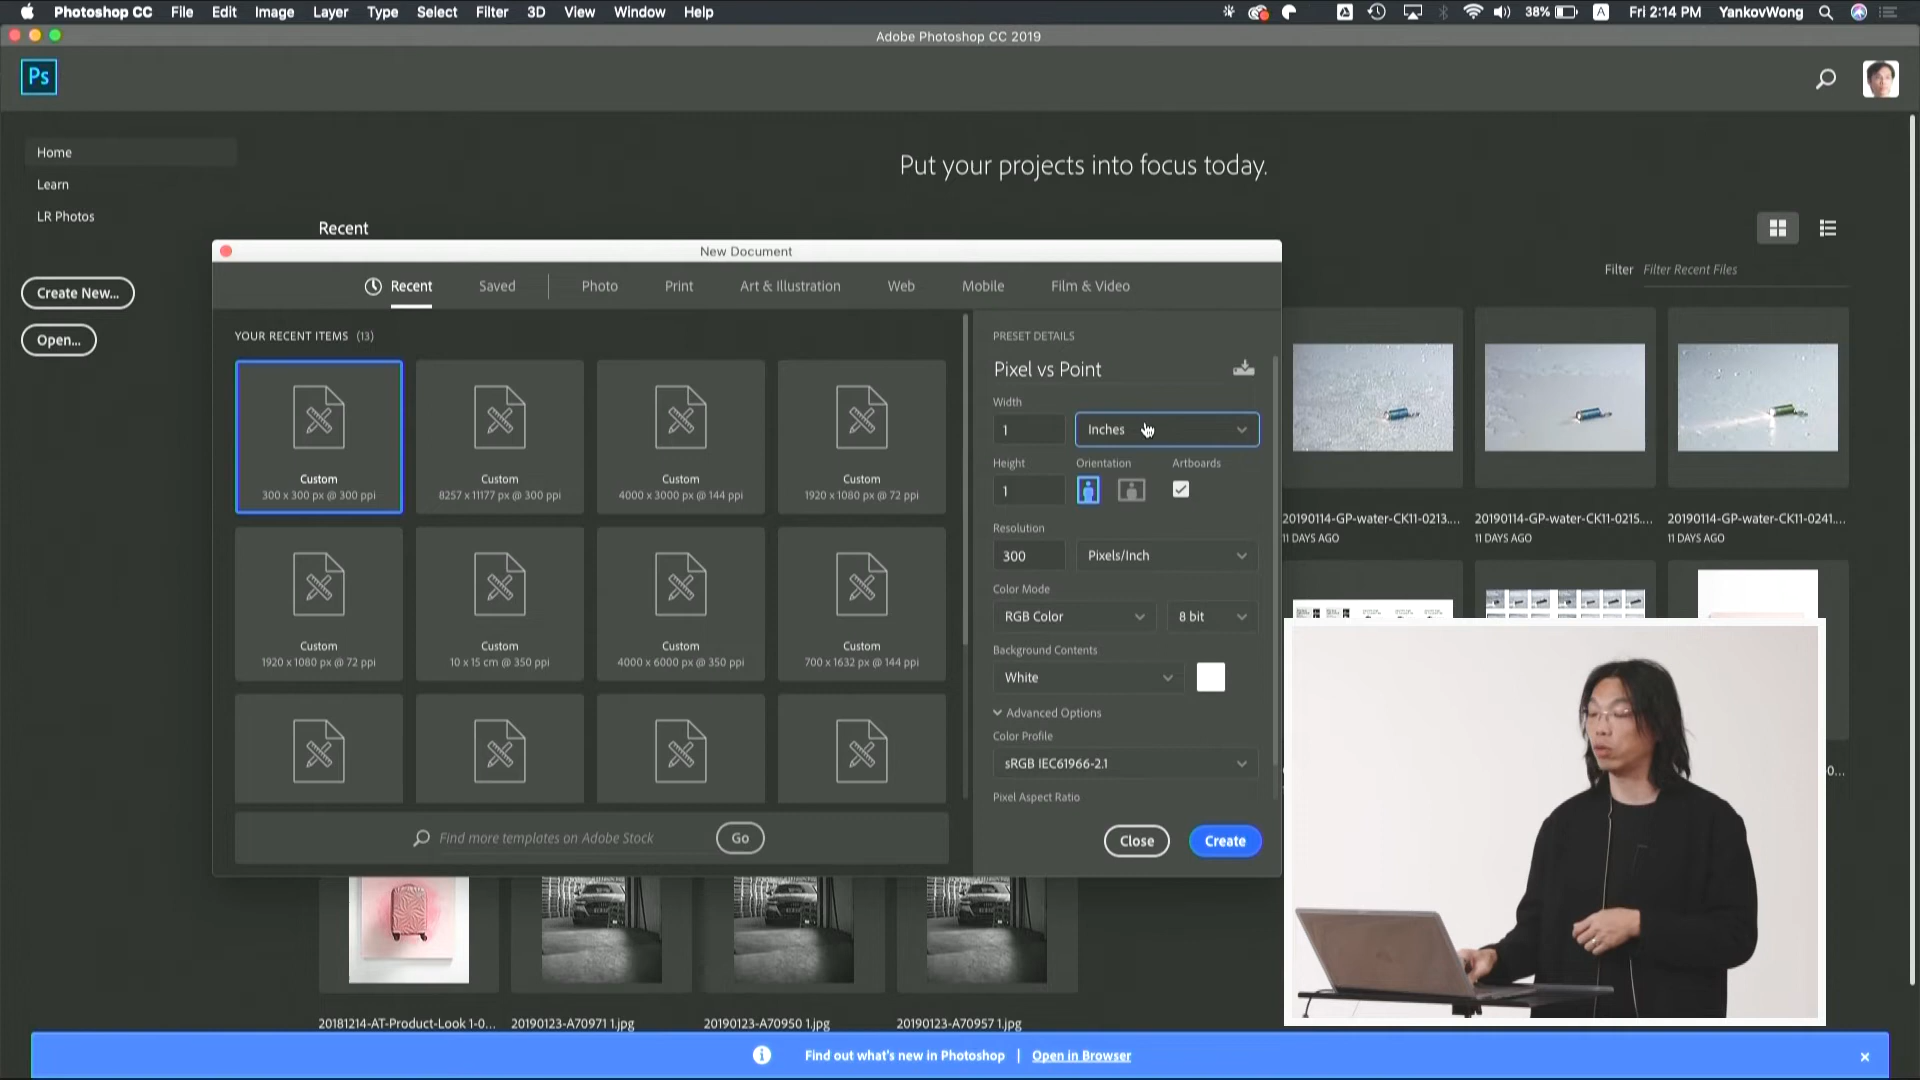 Photoshop CC File Edit Image Layer Type Select Filter 3D View Window Help 38% A Fri 2:14 PM YankovWong
Adobe Photoshop CC 2019
Ps
Home
Learn
LR Photos
Create New...
Open...
Put your projects into focus today.
Recent
Filter Filter Recent Files
New Document
Recent Saved Photo Print Art & Illustration Web Mobile Film & Video
YOUR RECENT ITEMS (13)
Custom
300 x 300 px @ 300 ppi
Custom
8257 x 11177 px @ 300 ppi
Custom
4000 x 3000 px @ 144 ppi
Custom
1920 x 1080 px @ 72 ppi
Custom
1920 x 1080 px @ 72 ppi
Custom
10 x 15 cm @ 350 ppi
Custom
4000 x 6000 px @ 350 ppi
Custom
700 x 1632 px @ 144 ppi
Find more templates on Adobe Stock Go
PRESET DETAILS
Pixel vs Point
Width
1 Inches
Height Orientation Artboards
1
Resolution
300 Pixels/Inch
Color Mode
RGB Color 8 bit
Background Contents
White
Advanced Options
Color Profile
sRGB IEC61966-2.1
Pixel Aspect Ratio
Close Create
20190114-GP-water-CK11-0213....
11 DAYS AGO
20190114-GP-water-CK11-0215....
11 DAYS AGO
20190114-GP-water-CK11-0241....
11 DAYS AGO
0...
20181214-AT-Product-Look 1-0...
20190123-A70971 1.jpg
20190123-A70950 1.jpg
20190123-A70957 1.jpg
Find out what's new in Photoshop | Open in Browser